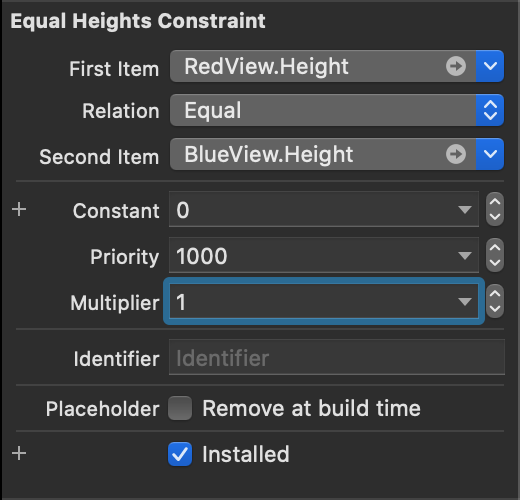 Equal Heights Constraint
First Item RedView.Height
Relation Equal
Second Item BlueView.Height
+ Constant 0
Priority 1000
Multiplier 1
Identifier Identifier
Placeholder Remove at build time
+ Installed